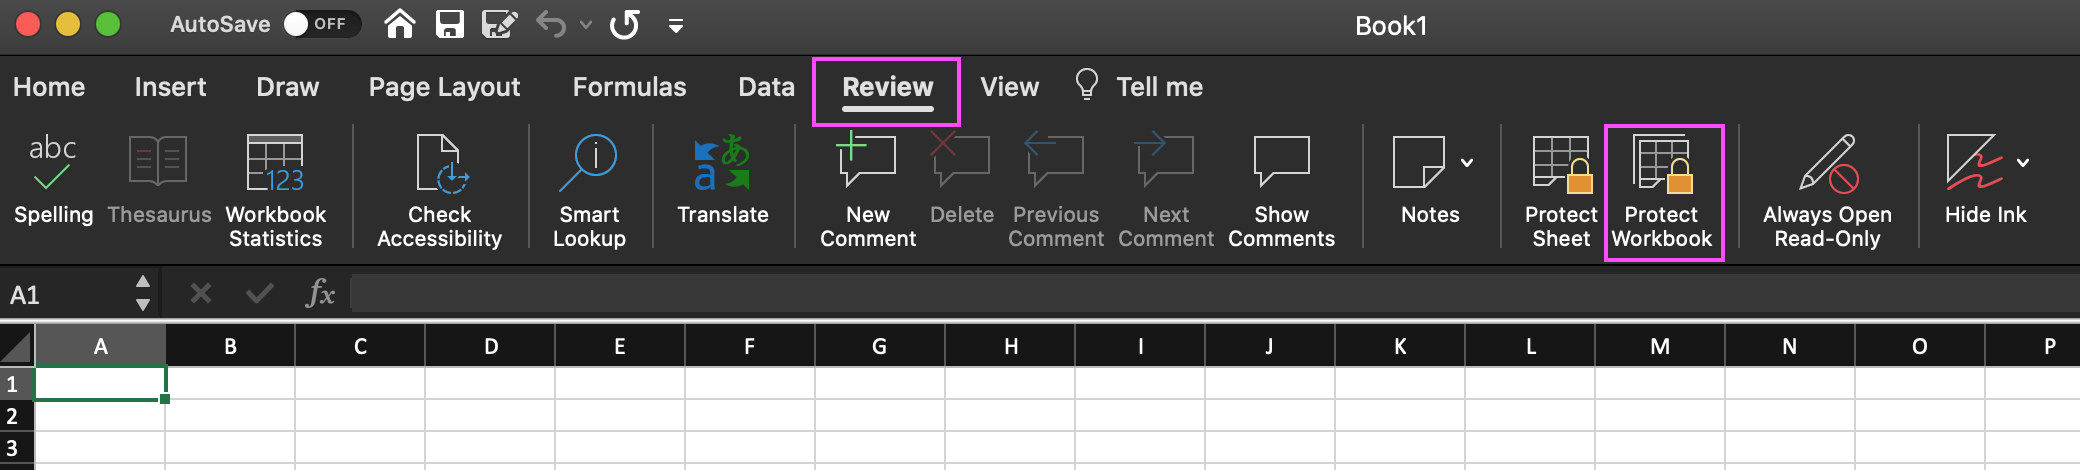 AutoSave OFF Book1
Home Insert Draw Page Layout Formulas Data Review View Tell me
abc 123 i a あ
Spelling Thesaurus Workbook Check Smart Translate New Delete Previous Next Show Notes Protect Protect Always Open Hide Ink
Statistics Accessibility Lookup Comment Comment Comment Comments Sheet Workbook Read-Only
A1 fx
A B C D E F G H I J K L M N O P
1
2
3